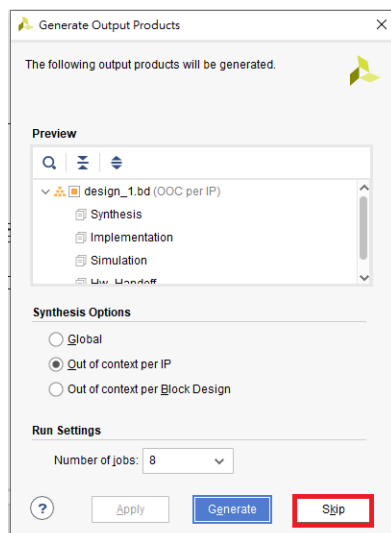 Generate Output Products
The following output products will be generated.
Preview
design_1.bd (OOC per IP)
Synthesis
Implementation
Simulation
Hw_Handoff
Synthesis Options
Global
Out of context per IP
Out of context per Block Design
Run Settings
Number of jobs: 8
? Apply Generate Skip